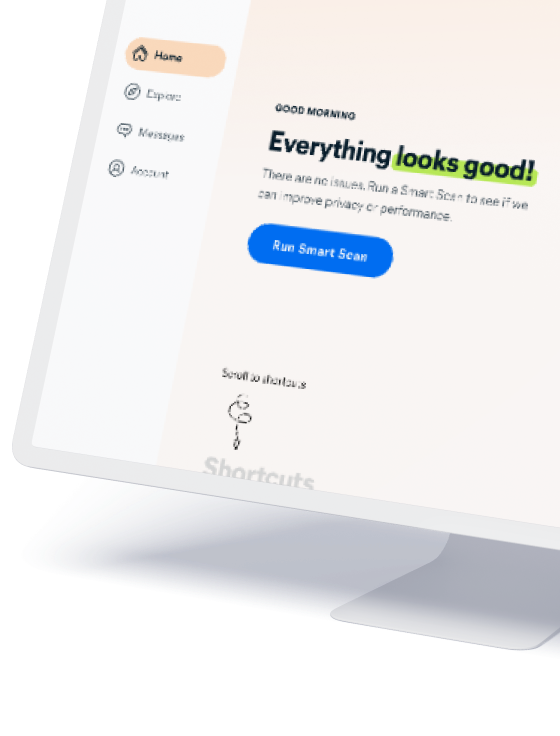 Home
Explore
Messages
Account
GOOD MORNING
Everything looks good!
There are no issues. Run a Smart Scan to see if we
can improve privacy or performance.
Run Smart Scan
Scroll to shortcuts
Shortcuts